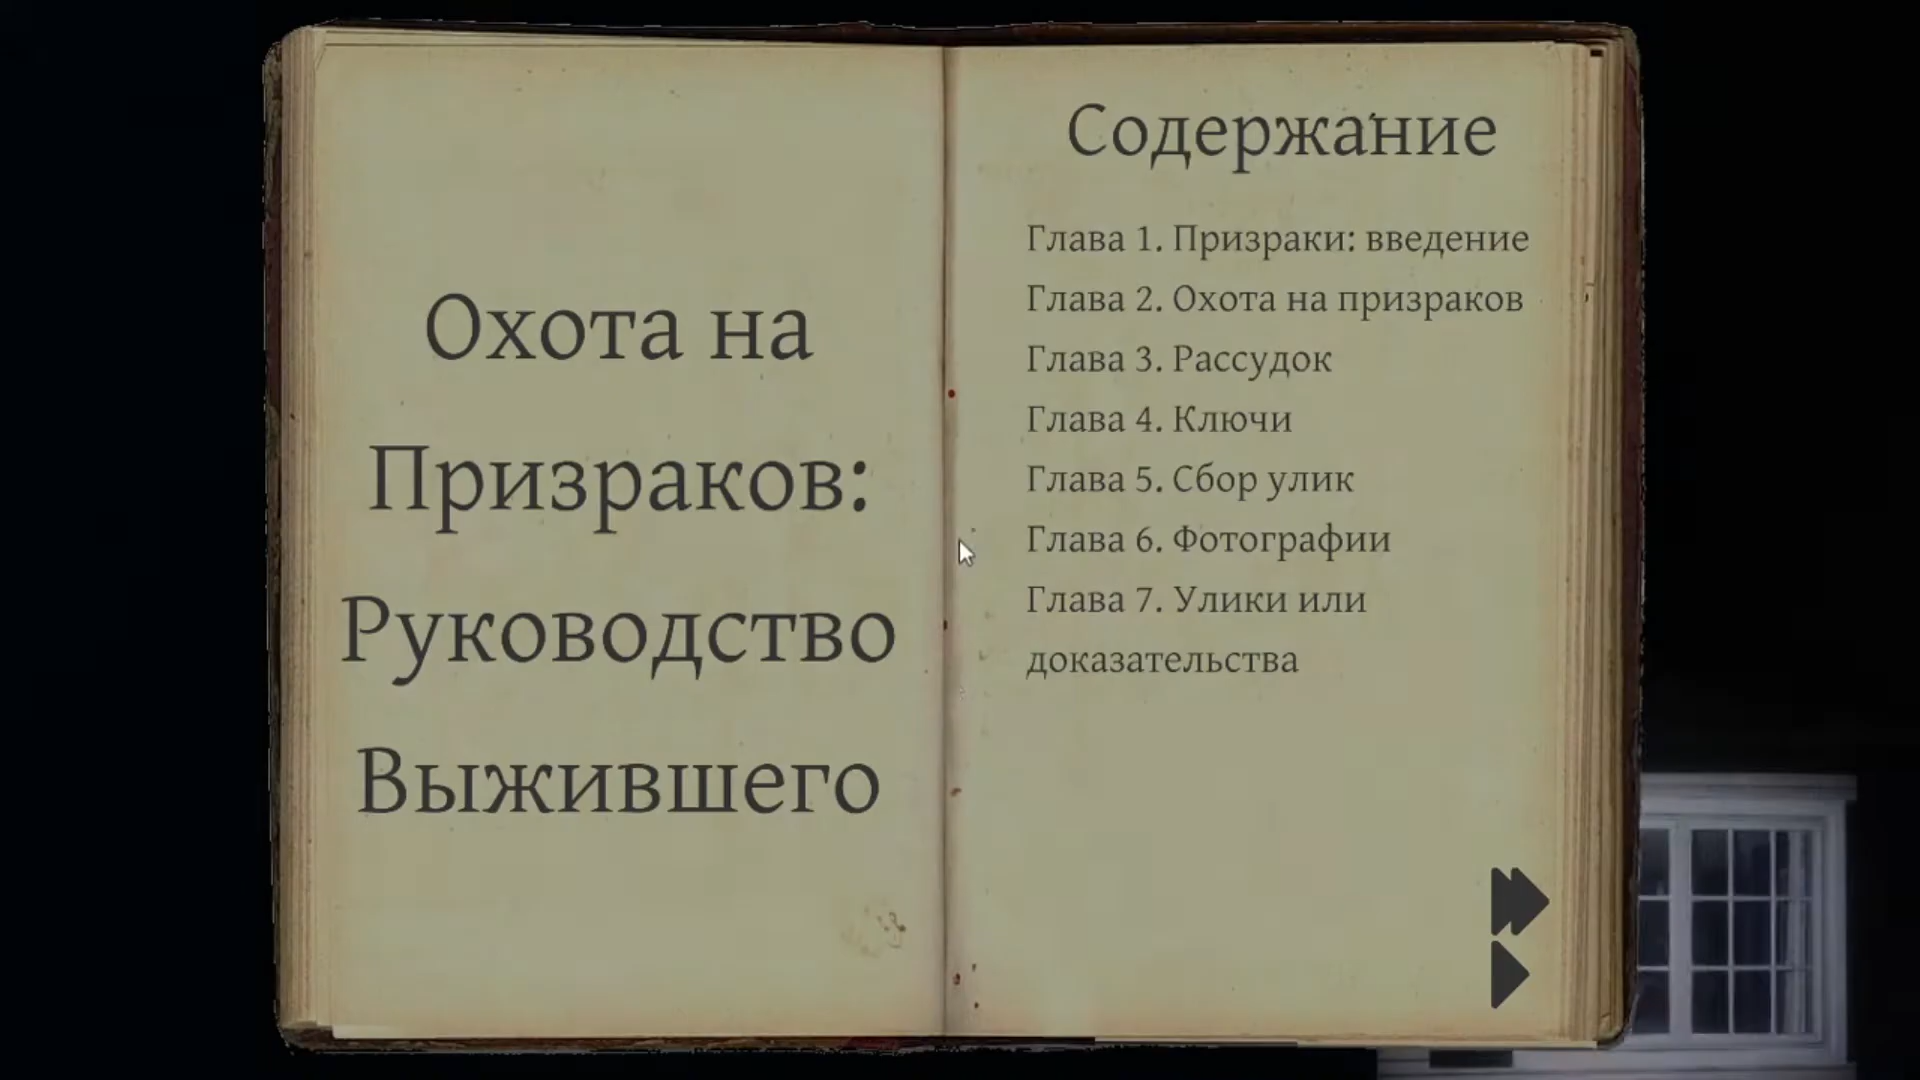 Охота на
Призраков:
Руководство
Выжившего
Содержание
Глава 1. Призраки: введение
Глава 2. Охота на призраков
Глава 3. Рассудок
Глава 4. Ключи
Глава 5. Сбор улик
Глава 6. Фотографии
Глава 7. Улики или
доказательства